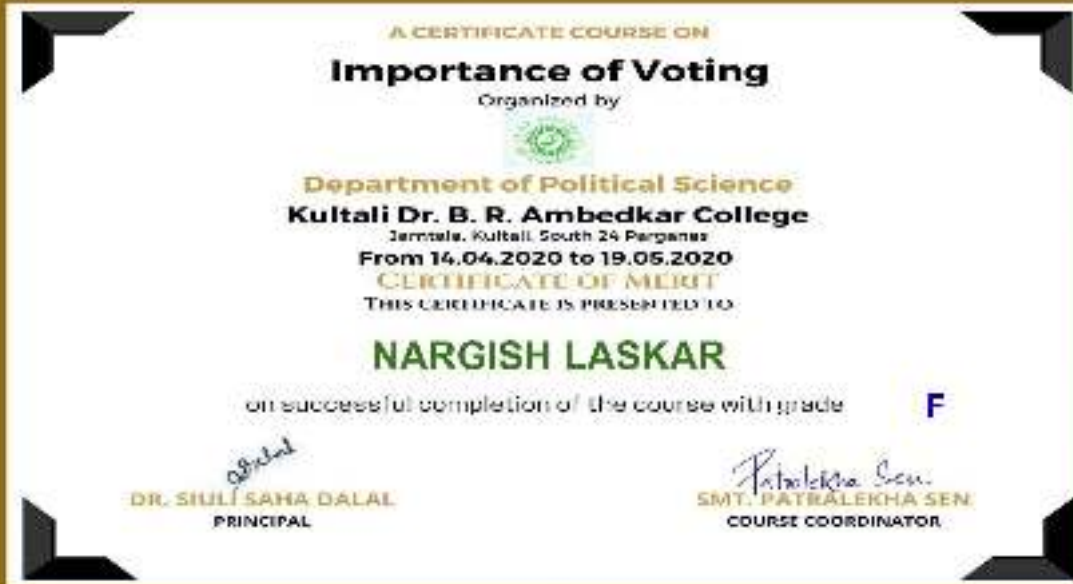 A CERTIFICATE COURSE ON
Importance of Voting
Organized by
Department of Political Science
Kultali Dr. B. R. Ambedkar College
Jamtala, Kultali, South 24 Parganas
From 14.04.2020 to 19.05.2020
CERTIFICATE OF MERIT
THIS CERTIFICATE IS PRESENTED TO
NARGISH LASKAR
on successful completion of the course with grade F
Patralekha Sen.
DR. SIULI SAHA DALAL SMT. PATRALEKHA SEN
PRINCIPAL COURSE COORDINATOR